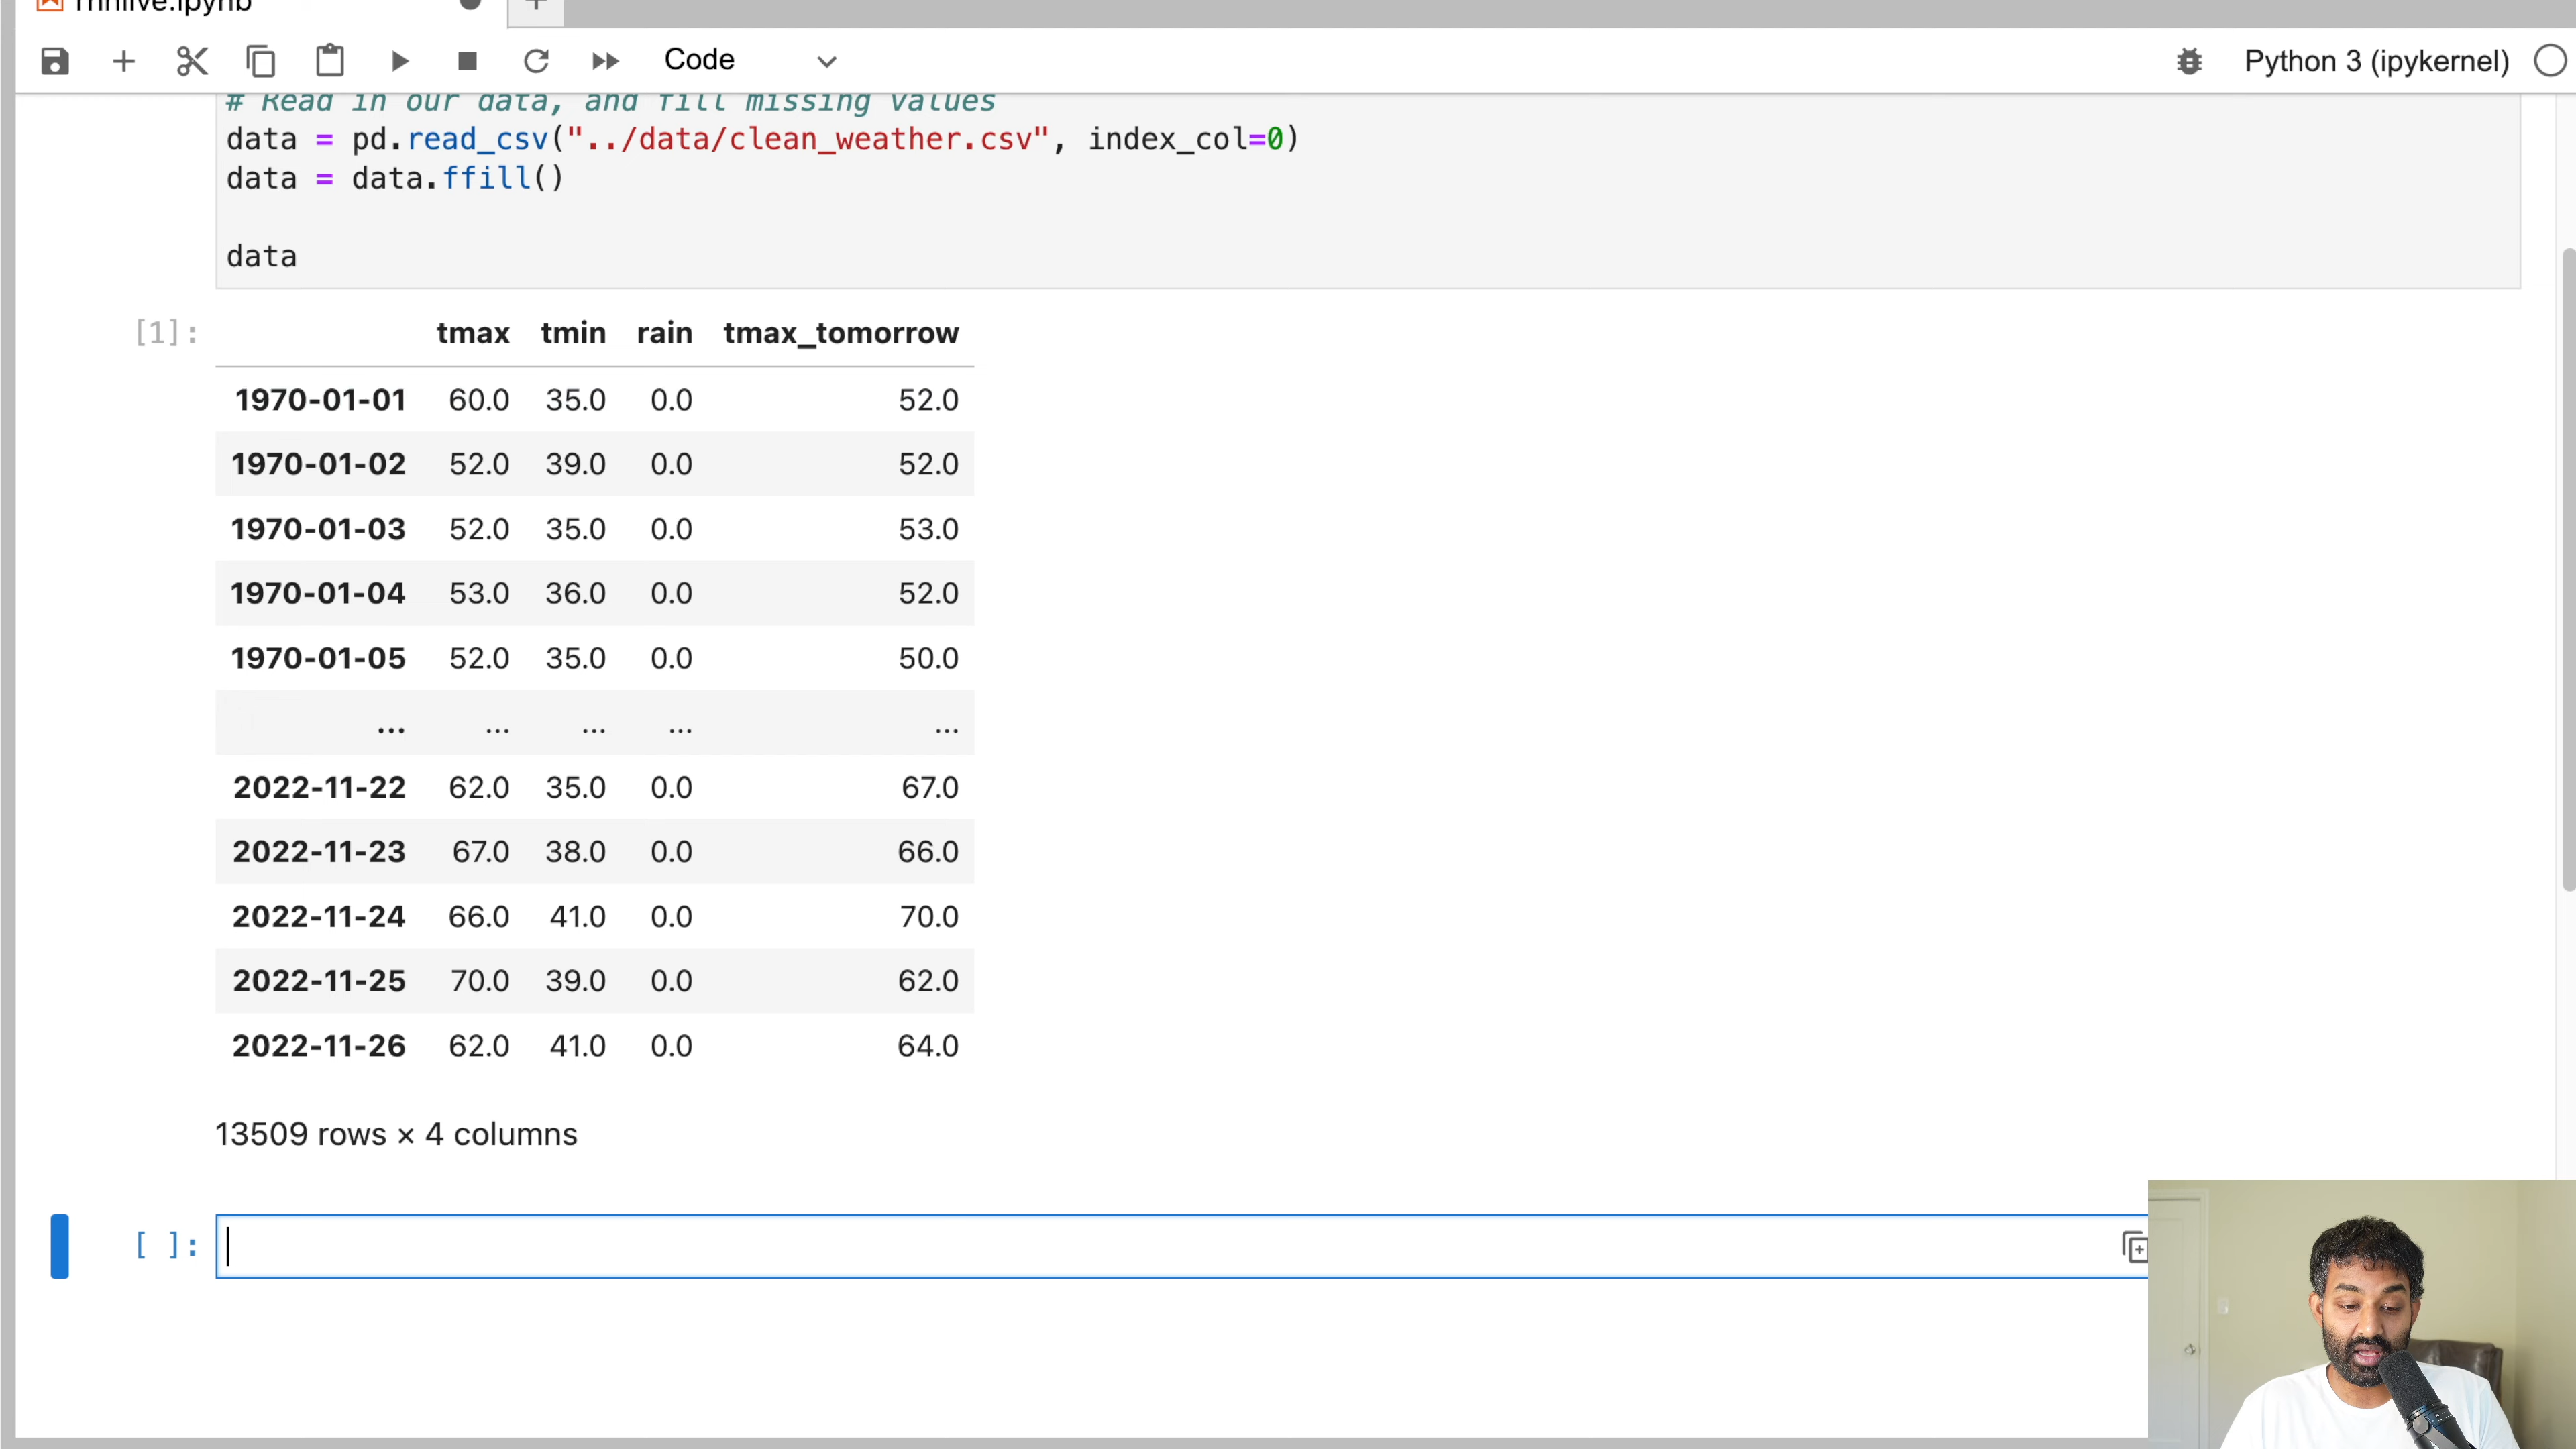 rnnlive.ipynb
Code
Python 3 (ipykernel)
# Read in our data, and fill missing values
data = pd.read_csv("../data/clean_weather.csv", index_col=0)
data = data.ffill()
data
[1]:
tmax tmin rain tmax_tomorrow
1970-01-01 60.0 35.0 0.0 52.0
1970-01-02 52.0 39.0 0.0 52.0
1970-01-03 52.0 35.0 0.0 53.0
1970-01-04 53.0 36.0 0.0 52.0
1970-01-05 52.0 35.0 0.0 50.0
... ... ... ... ...
2022-11-22 62.0 35.0 0.0 67.0
2022-11-23 67.0 38.0 0.0 66.0
2022-11-24 66.0 41.0 0.0 70.0
2022-11-25 70.0 39.0 0.0 62.0
2022-11-26 62.0 41.0 0.0 64.0
13509 rows × 4 columns
[ ]: